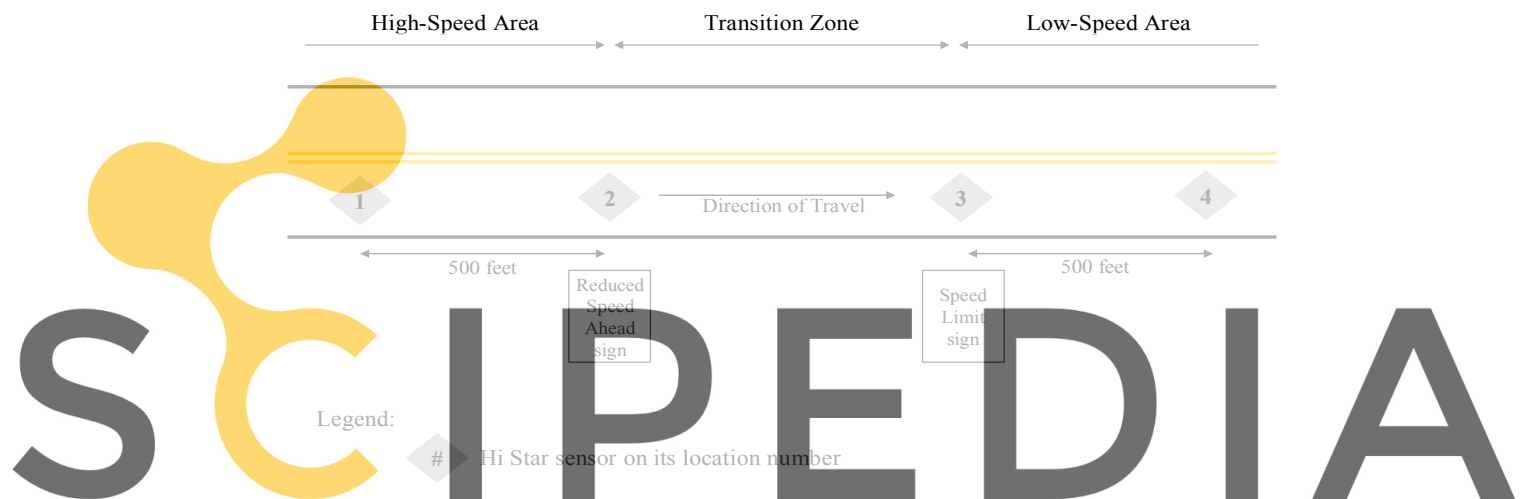 High-Speed Area Transition Zone Low-Speed Area
1 2 3 4
Direction of Travel
500 feet 500 feet
Reduced
Speed
Ahead
sign
Speed
Limit
sign
SCIPEDIA
Legend:
# Hi Star sensor on its location number